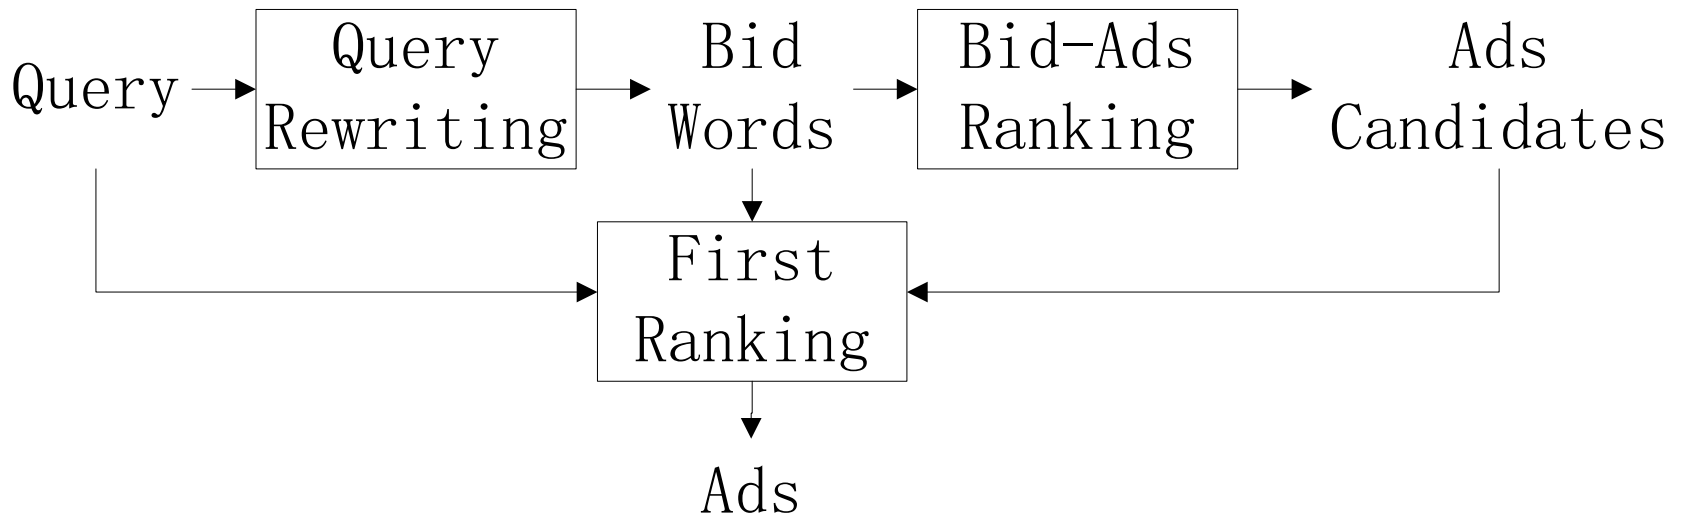 Query
Query
Rewriting
Bid
Words
Bid-Ads
Ranking
Ads
Candidates
First
Ranking
Ads